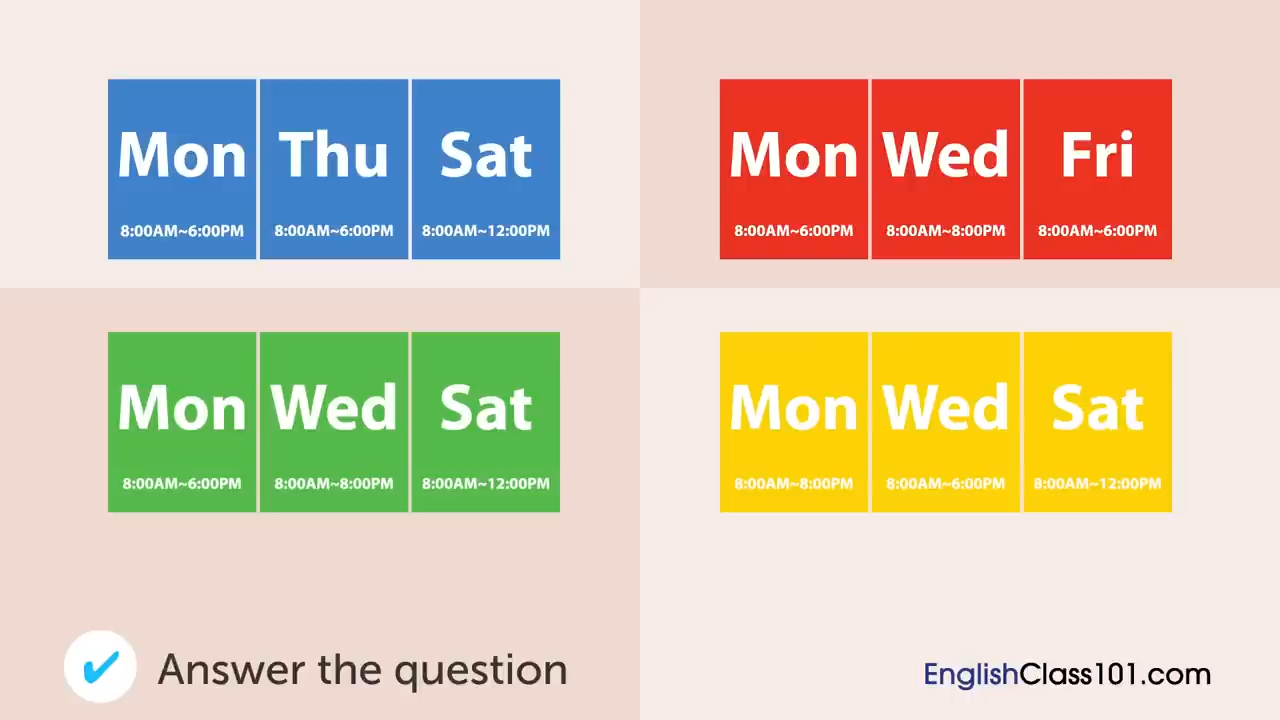 Mon Thu Sat
8:00AM~6:00PM 8:00AM~6:00PM 8:00AM~12:00PM
Mon Wed Fri
8:00AM~6:00PM 8:00AM~8:00PM 8:00AM~6:00PM
Mon Wed Sat
8:00AM~6:00PM 8:00AM~8:00PM 8:00AM~12:00PM
Mon Wed Sat
8:00AM~8:00PM 8:00AM~6:00PM 8:00AM~12:00PM
✔ Answer the question
EnglishClass101.com